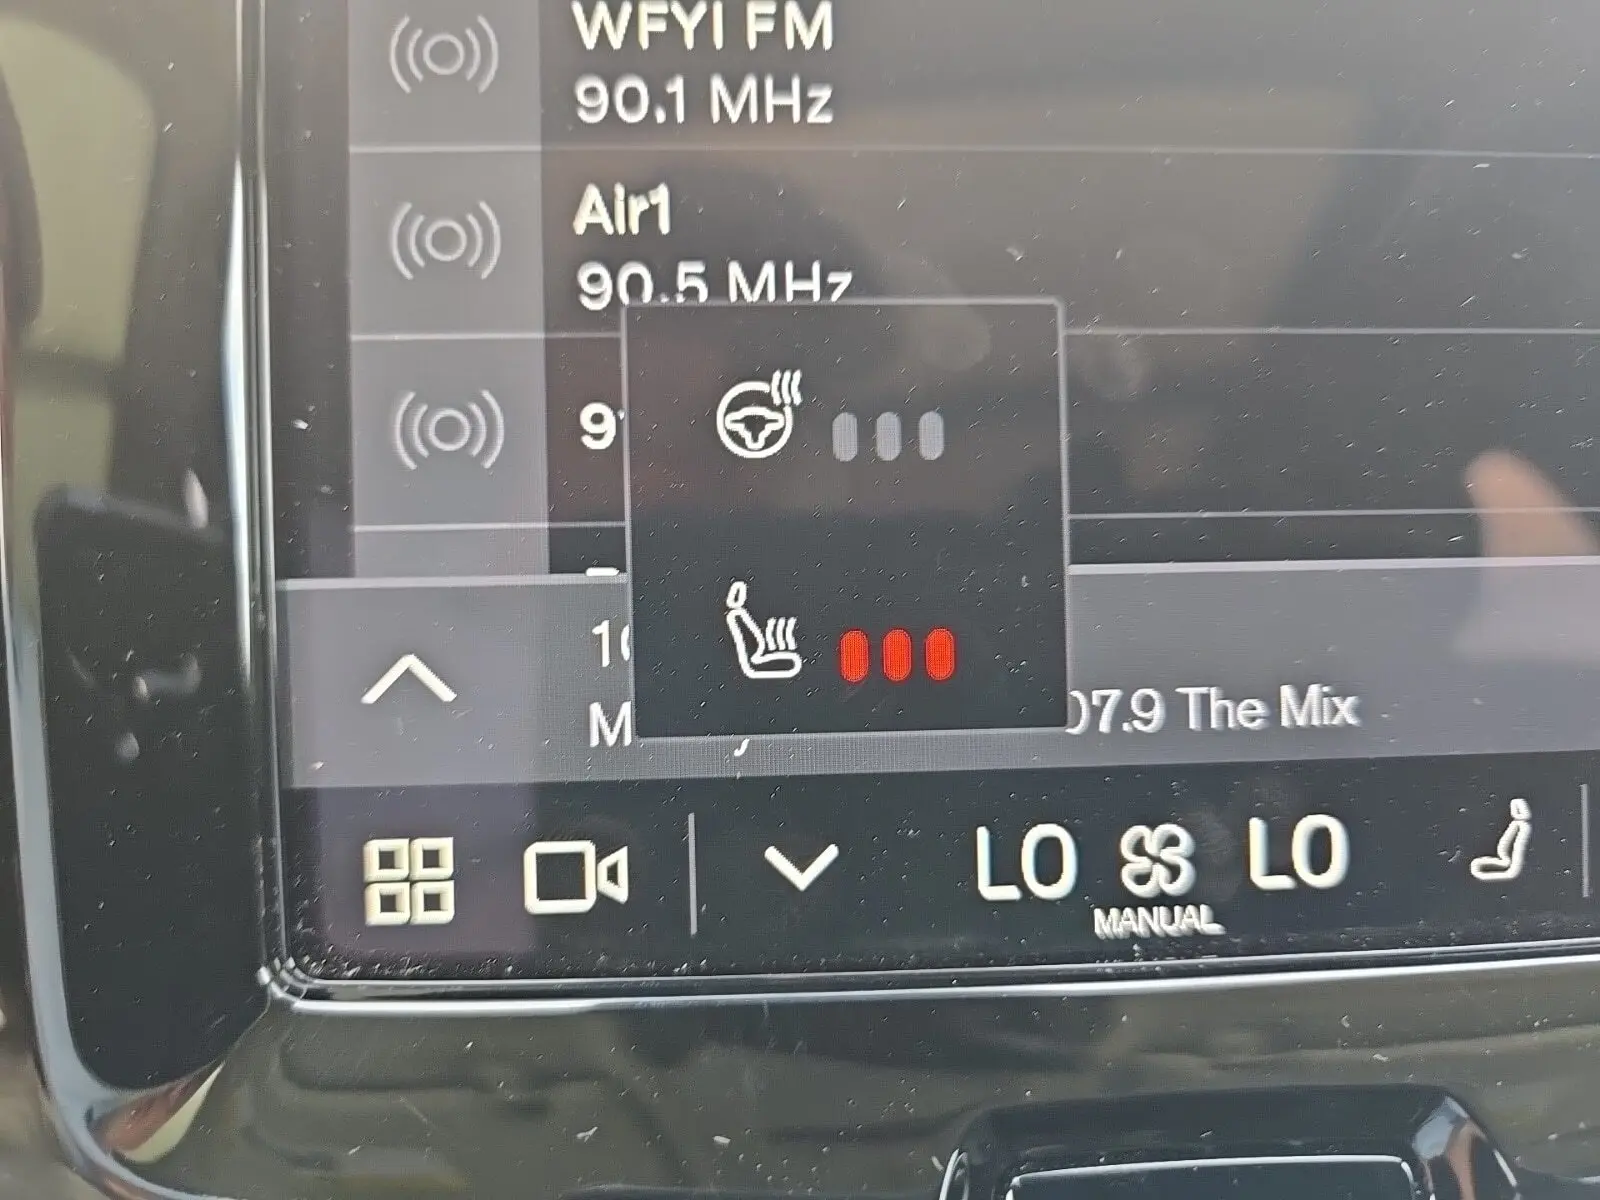 WFYI FM
90.1 MHz
Air1
90.5 MHz
07.9 The Mix
LO LO
MANUAL